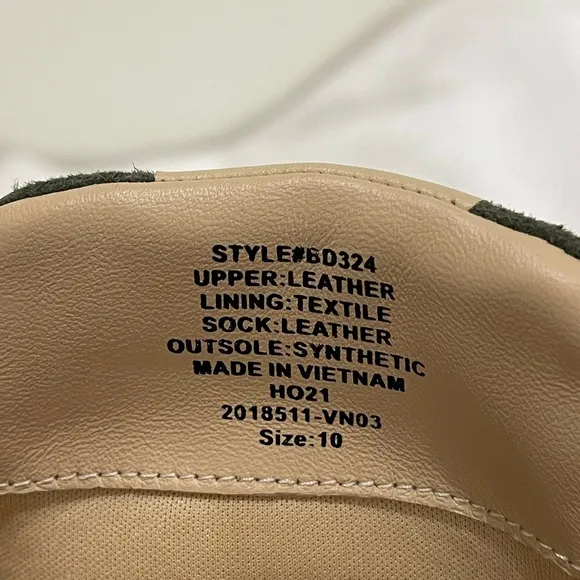 STYLE#BD324
UPPER:LEATHER
LINING:TEXTILE
SOCK:LEATHER
OUTSOLE:SYNTHETIC
MADE IN VIETNAM
HO21
2018511-VN03
Size:10